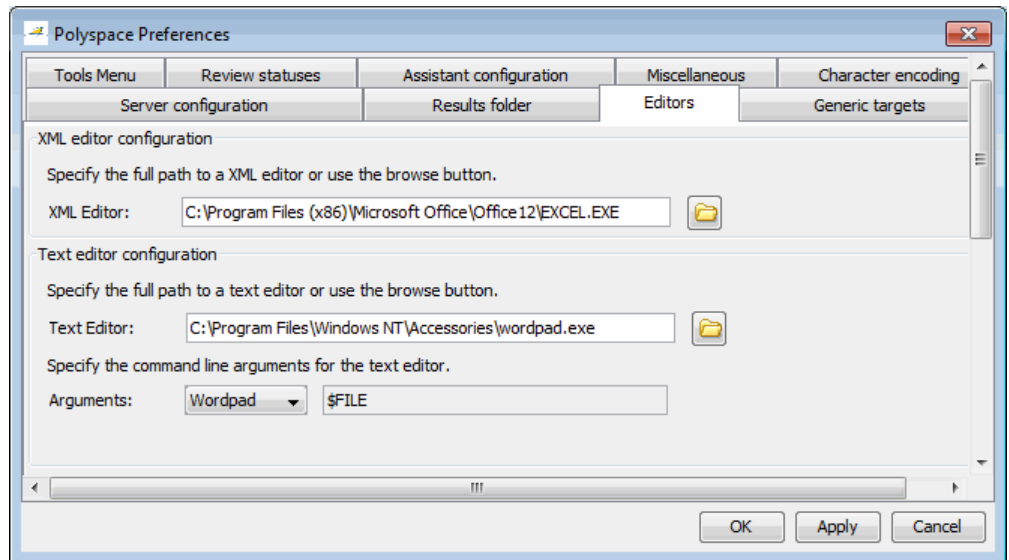 Polyspace Preferences
Tools Menu Review statuses Assistant configuration Miscellaneous Character encoding
Server configuration Results folder Editors Generic targets
XML editor configuration
Specify the full path to a XML editor or use the browse button.
XML Editor: C:\Program Files (x86)\Microsoft Office\Office12\EXCEL.EXE
Text editor configuration
Specify the full path to a text editor or use the browse button.
Text Editor: C:\Program Files\Windows NT\Accessories\wordpad.exe
Specify the command line arguments for the text editor.
Arguments: Wordpad $FILE
OK Apply Cancel